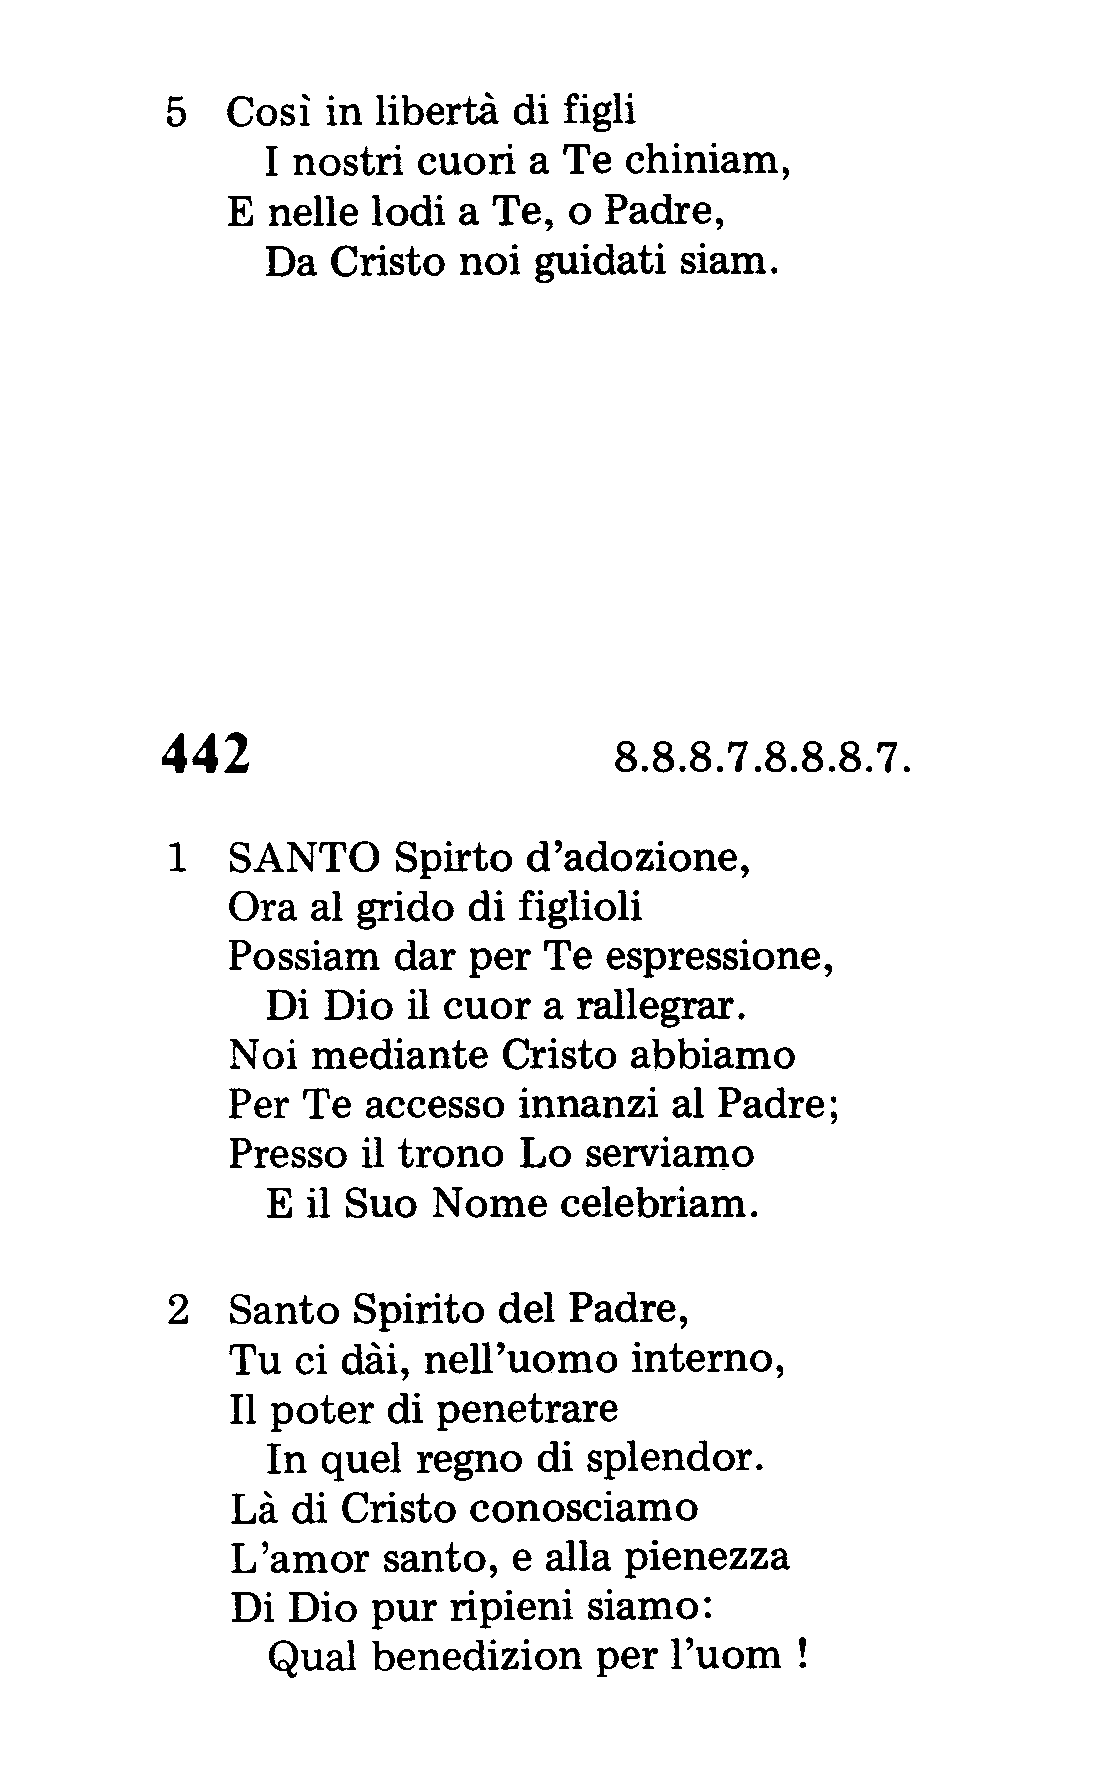 5 Così in libertà di figli
I nostri cuori a Te chiniam,
E nelle lodi a Te, o Padre,
Da Cristo noi guidati siam.
442 8.8.8.7.8.8.8.7.
1 SANTO Spirto d’adozione,
Ora al grido di figlioli
Possiam dar per Te espressione,
Di Dio il cuor a rallegrar.
Noi mediante Cristo abbiamo
Per Te accesso innanzi al Padre;
Presso il trono Lo serviamo
E il Suo Nome celebriam.
2 Santo Spirito del Padre,
Tu ci dài, nell’uomo interno,
Il poter di penetrare
In quel regno di splendor.
Là di Cristo conosciamo
L’amor santo, e alla pienezza
Di Dio pur ripieni siamo:
Qual benedizion per l’uom !